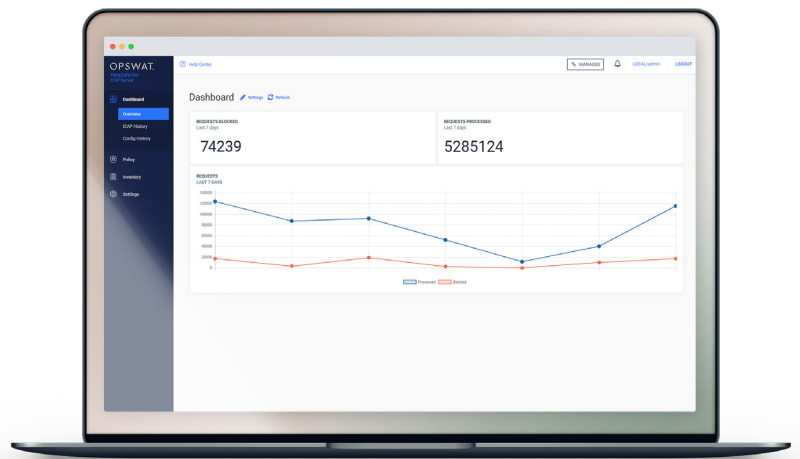 OPSWAT.
MetaDefender
ICAP Server
Help Center
MANAGED
LOCAL/admin
LOGOUT
Dashboard
Overview
ICAP History
Config History
Policy
Inventory
Settings
Dashboard Settings Refresh
REQUESTS BLOCKED
Last 7 days
74239
REQUESTS PROCESSED
Last 7 days
5285124
REQUESTS
LAST 7 DAYS
140000
120000
100000
80000
60000
40000
20000
0
Processed Blocked